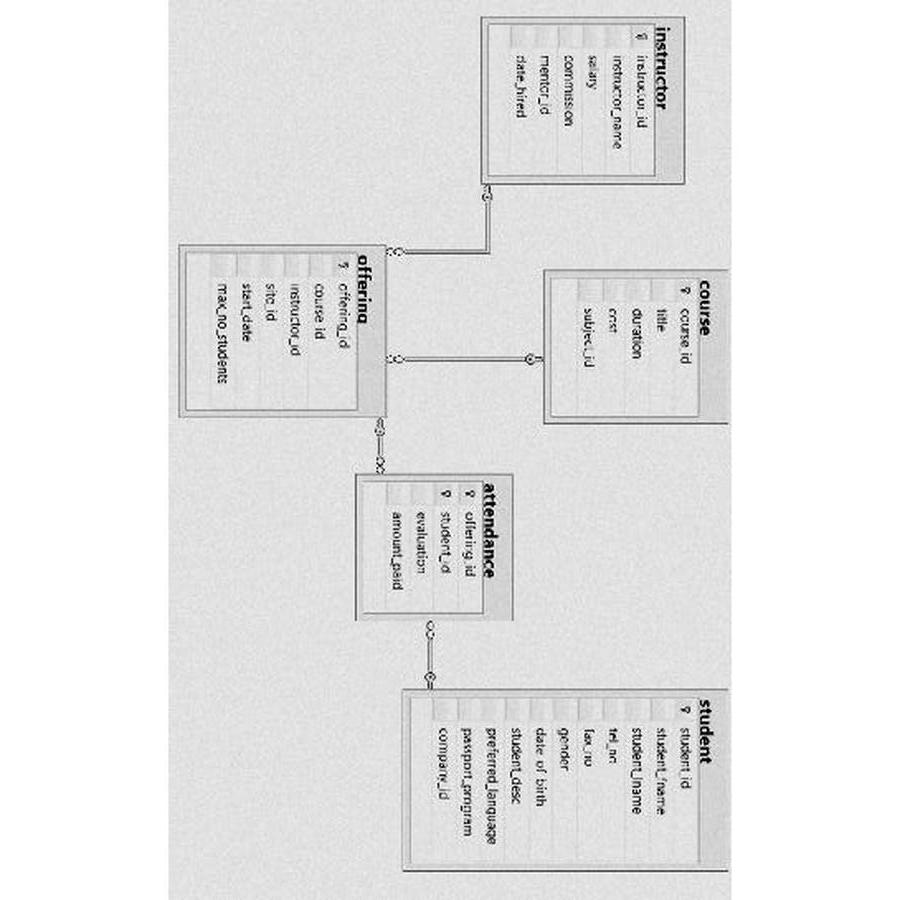 instructor
instructor_id
instructor_name
salary
commission
mentor_id
date_hired
course
course_id
title
duration
cost
subject_id
offering
offering_id
course_id
instructor_id
site_id
start_date
max_no_students
attendance
offering_id
student_id
evaluation
amount_paid
student
student_id
student_fname
student_lname
tel_no
fax_no
gender
date_of_birth
student_desc
preferred_language
passport_program
company_id